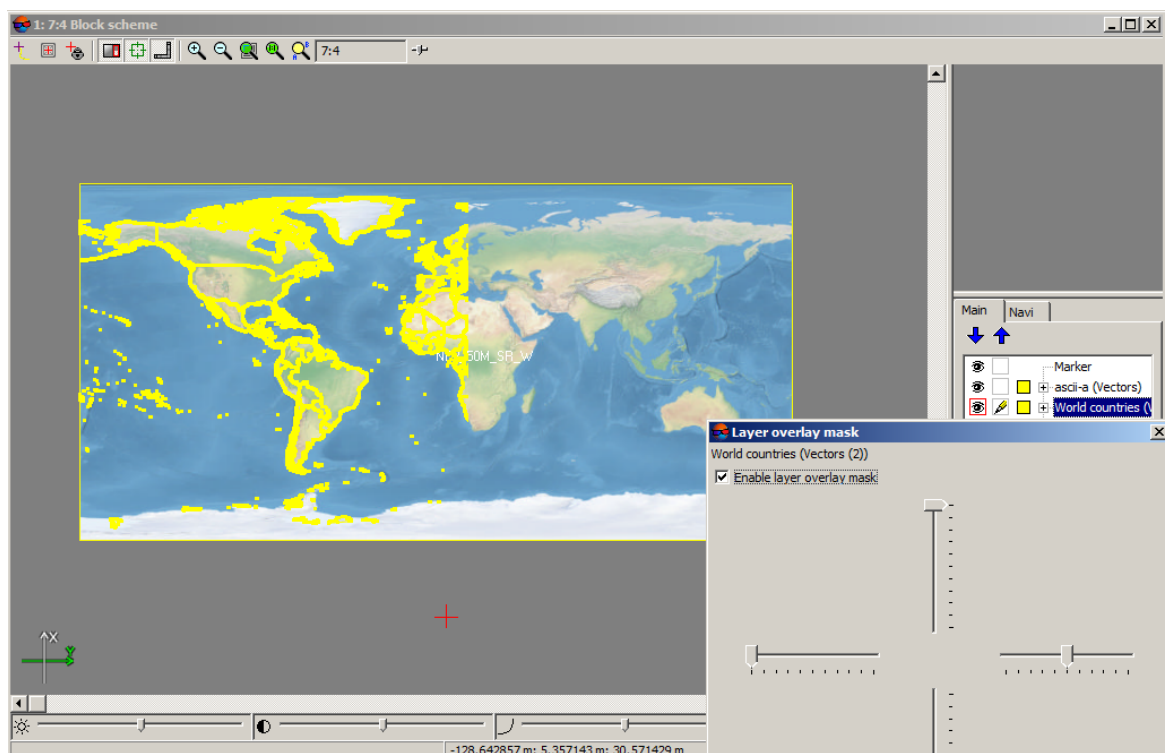 1: 7:4 Block scheme
7:4
Main
Navi
Marker
ascii-a (Vectors)
World countries (V
50M_SR_W
Layer overlay mask
World countries (Vectors (2))
Enable layer overlay mask
X
Y
-128.642857 m; 5.357143 m; 30.571429 m